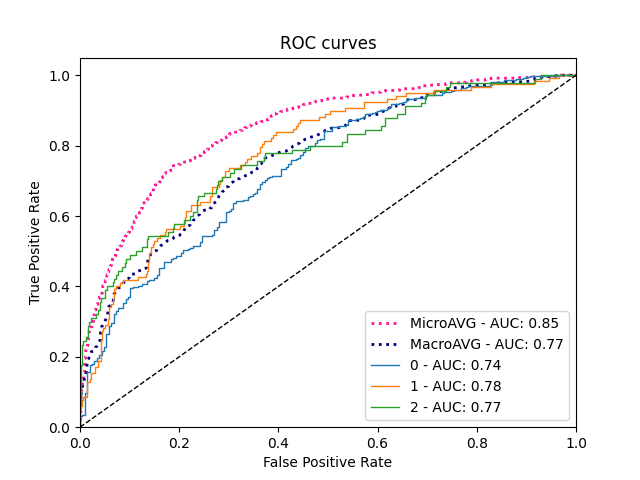 ROC curves
True Positive Rate
1.0
0.8
0.6
0.4
0.2
0.0
0.0 0.2 0.4 0.6 0.8 1.0
False Positive Rate
MicroAVG - AUC: 0.85
MacroAVG - AUC: 0.77
0 - AUC: 0.74
1 - AUC: 0.78
2 - AUC: 0.77